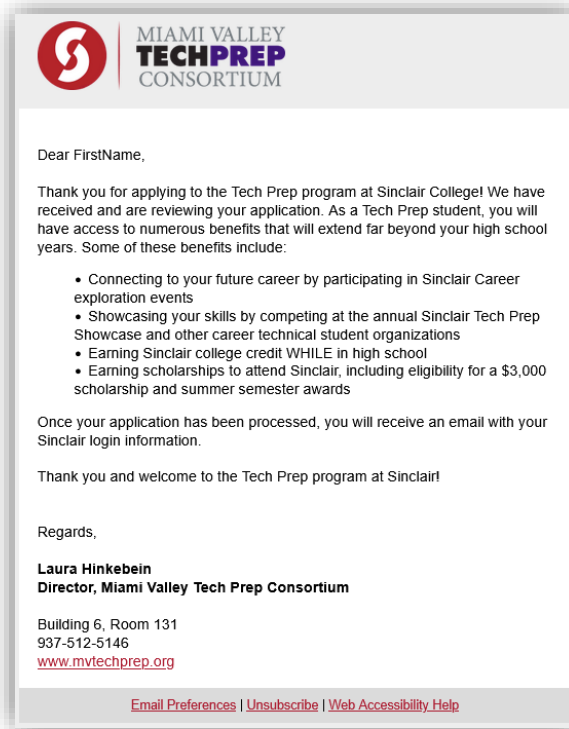 MIAMI VALLEY
TECHPREP
CONSORTIUM
Dear FirstName,
Thank you for applying to the Tech Prep program at Sinclair College! We have
received and are reviewing your application. As a Tech Prep student, you will
have access to numerous benefits that will extend far beyond your high school
years. Some of these benefits include:
• Connecting to your future career by participating in Sinclair Career
exploration events
• Showcasing your skills by competing at the annual Sinclair Tech Prep
Showcase and other career technical student organizations
• Earning Sinclair college credit WHILE in high school
• Earning scholarships to attend Sinclair, including eligibility for a $3,000
scholarship and summer semester awards
Once your application has been processed, you will receive an email with your
Sinclair login information.
Thank you and welcome to the Tech Prep program at Sinclair!
Regards,
Laura Hinkebein
Director, Miami Valley Tech Prep Consortium
Building 6, Room 131
937-512-5146
www.mvtechprep.org
Email Preferences | Unsubscribe | Web Accessibility Help